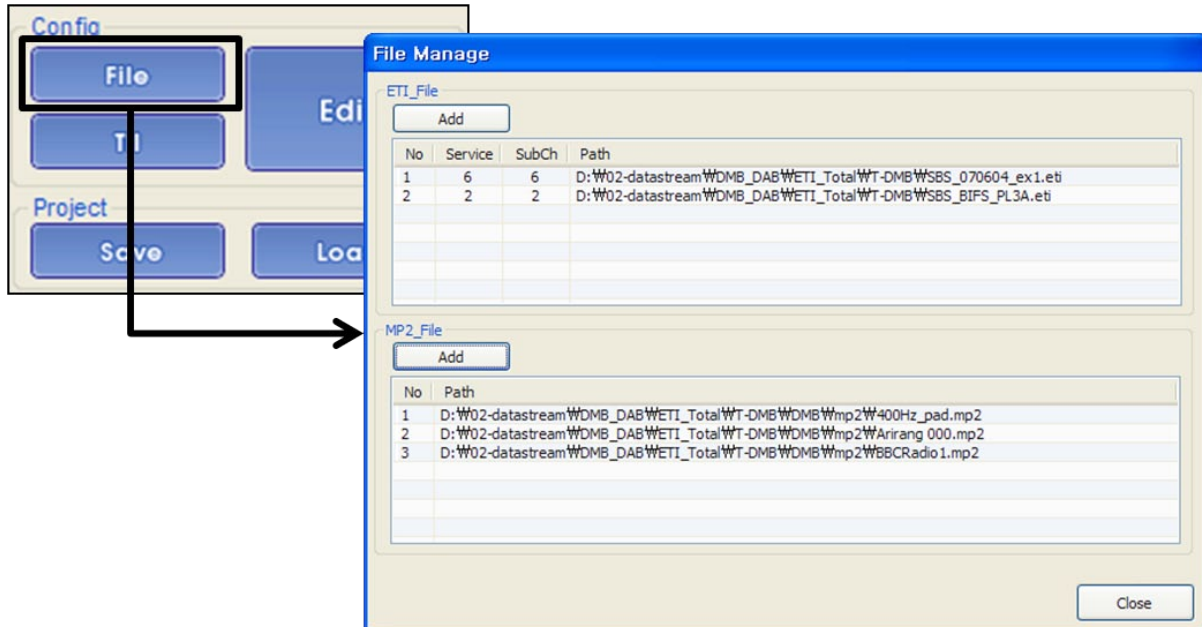 Config
File
Edi
TII
Project
Save
Loa
File Manage
ETI_File
Add
No Service SubCh Path
1 6 6 D:₩02-datastream₩DMB_DAB₩ETI_Total₩T-DMB₩SBS_070604_ex1.eti
2 2 2 D:₩02-datastream₩DMB_DAB₩ETI_Total₩T-DMB₩SBS_BIFS_PL3A.eti
MP2_File
Add
No Path
1 D:₩02-datastream₩DMB_DAB₩ETI_Total₩T-DMB₩DMB₩mp2₩400Hz_pad.mp2
2 D:₩02-datastream₩DMB_DAB₩ETI_Total₩T-DMB₩DMB₩mp2₩Arirang 000.mp2
3 D:₩02-datastream₩DMB_DAB₩ETI_Total₩T-DMB₩DMB₩mp2₩BBCRadio1.mp2
Close